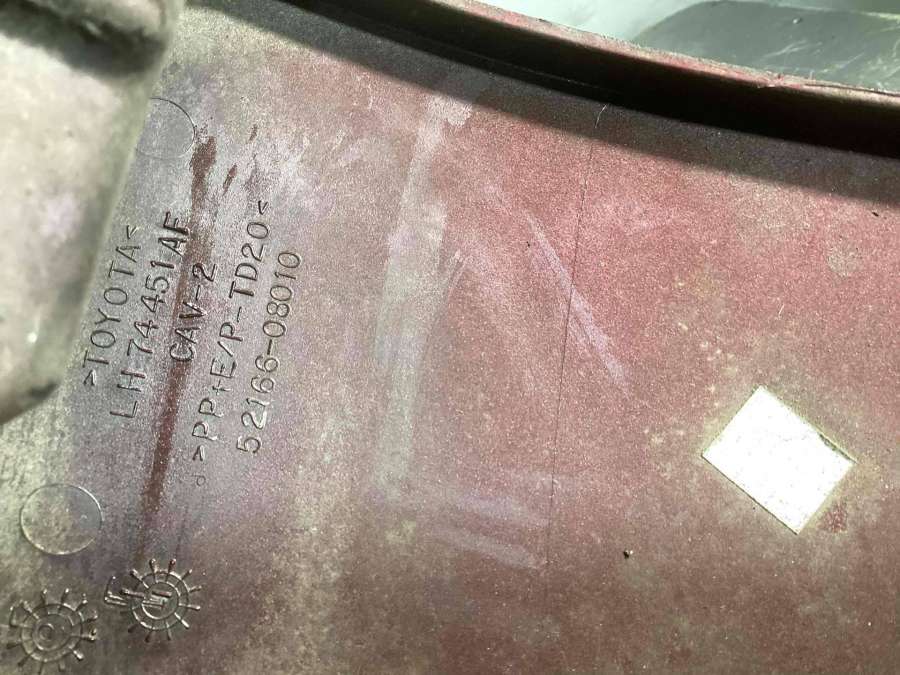 >TOYOTA<
LH 74451AF
CAV-2
>PP+E/P-TD20<
52166-08010